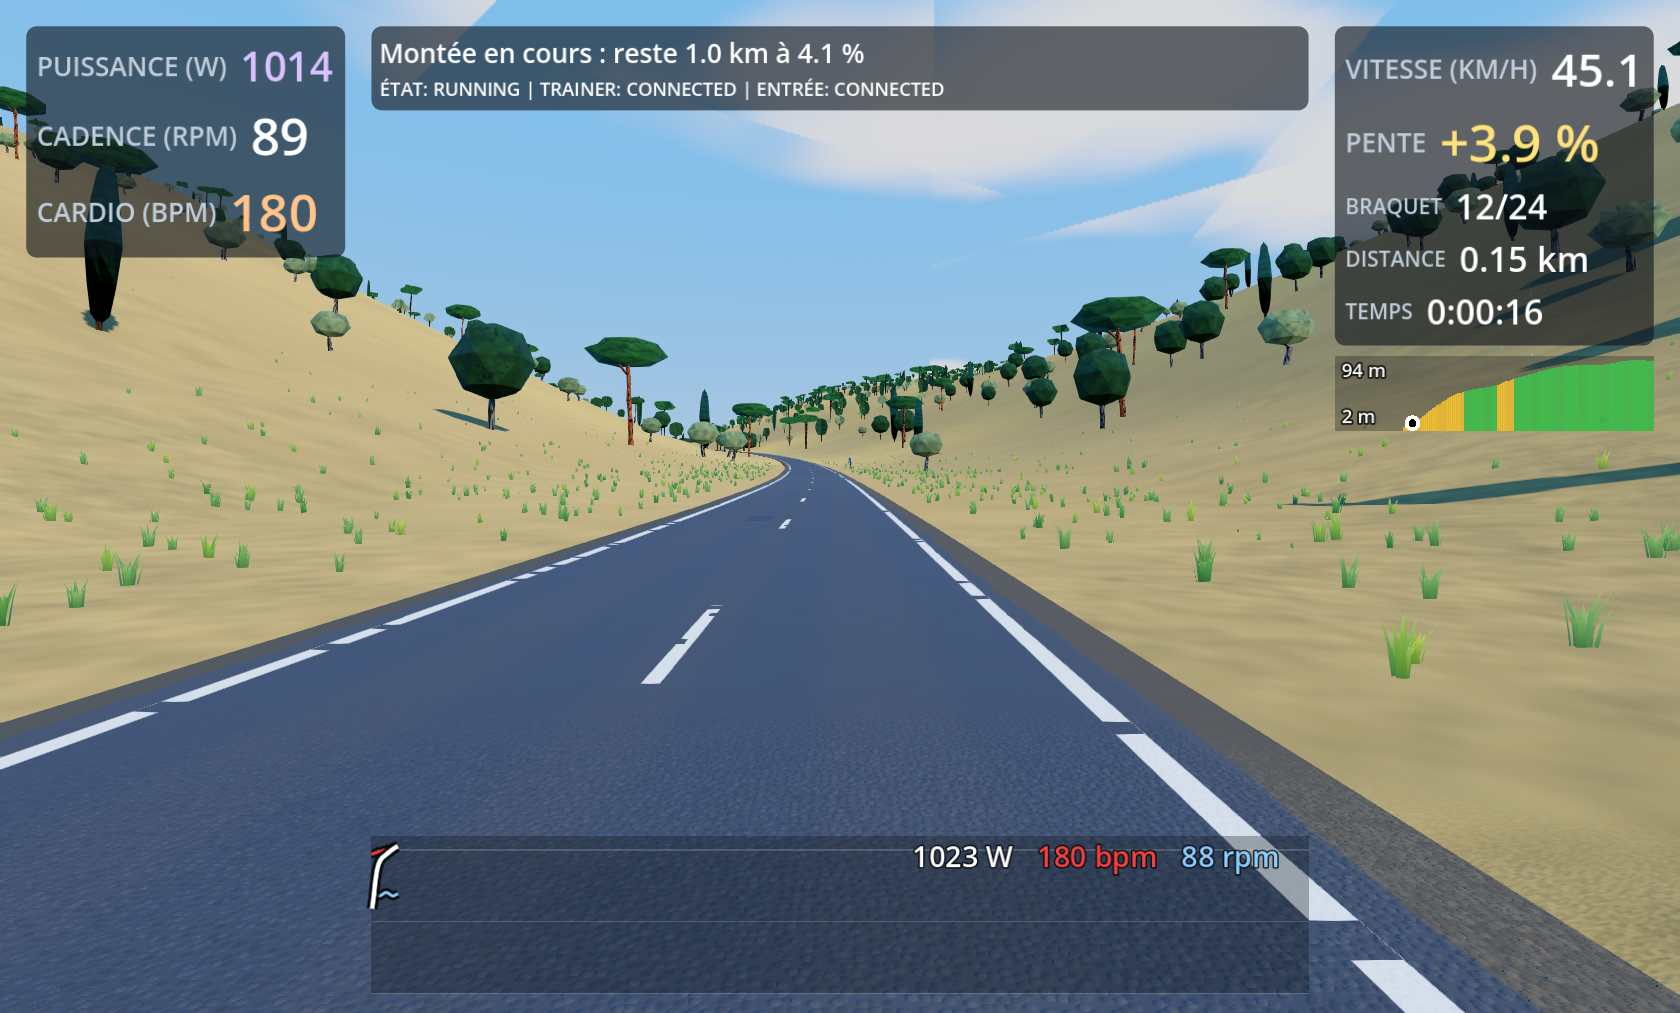 PUISSANCE (W) 1014
CADENCE (RPM) 89
CARDIO (BPM) 180
Montée en cours : reste 1.0 km à 4.1 %
ÉTAT: RUNNING | TRAINER: CONNECTED | ENTRÉE: CONNECTED
VITESSE (KM/H) 45.1
PENTE +3.9 %
BRAQUET 12/24
DISTANCE 0.15 km
TEMPS 0:00:16
94 m
2 m
1023 W 180 bpm 88 rpm